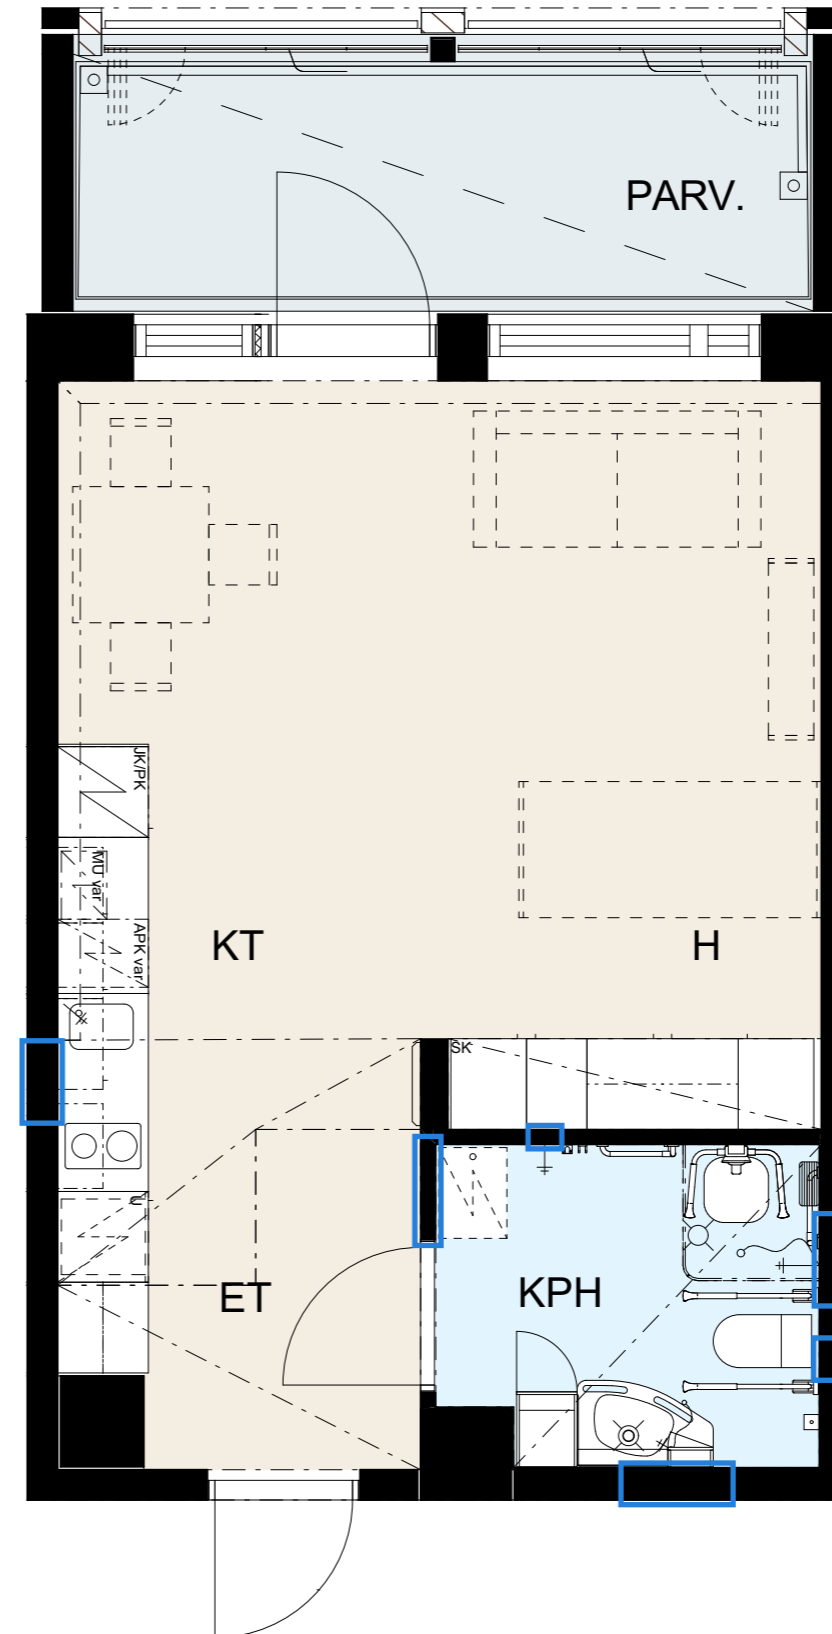 PARV.
JK/PK
MU var
APK var
KT
H
SK
U
ET
KPH